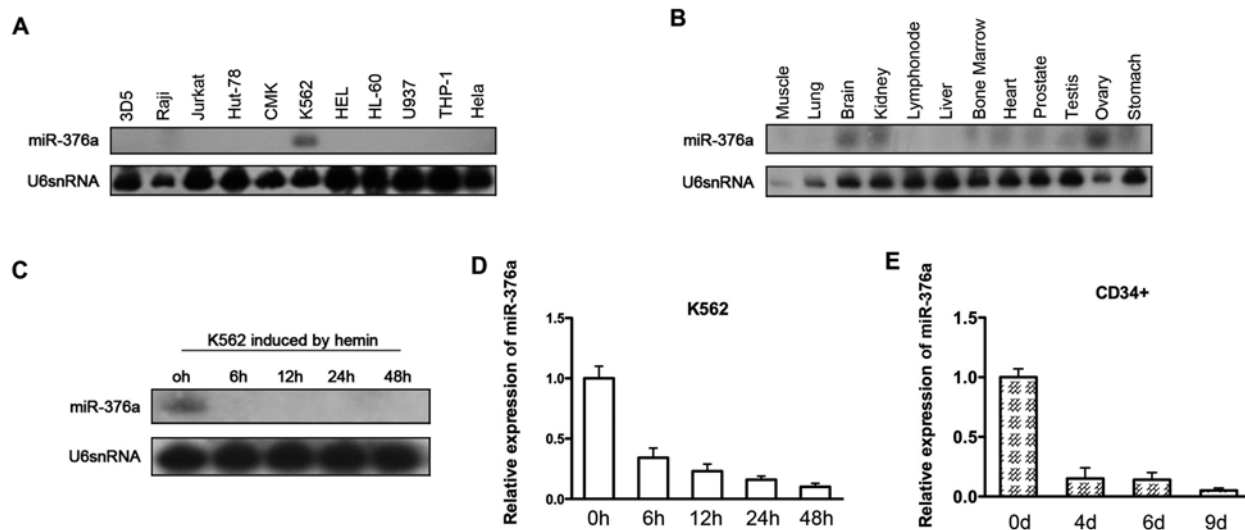 A
3D5 Raji Jurkat Hut-78 CMK K562 HEL HL-60 U937 THP-1 Hela
miR-376a
U6snRNA
B
Muscle Lung Brain Kidney Lymphonode Liver Bone Marrow Heart Prostate Testis Ovary Stomach
miR-376a
U6snRNA
C
K562 induced by hemin
oh 6h 12h 24h 48h
miR-376a
U6snRNA
D
Relative expression of miR-376a
K562
1.5
1.0
0.5
0.0
0h 6h 12h 24h 48h
E
Relative expression of miR-376a
CD34+
1.5
1.0
0.5
0.0
0d 4d 6d 9d